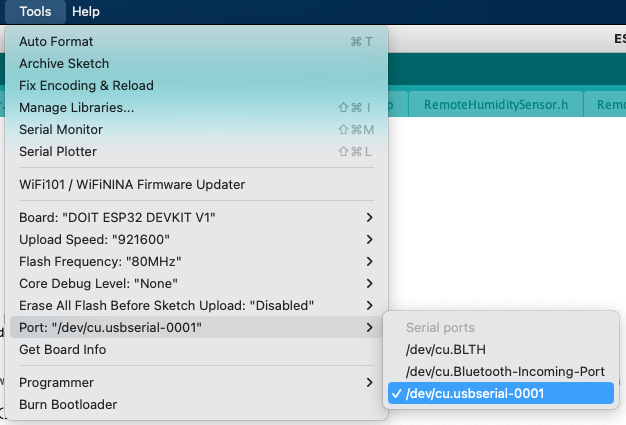 Tools Help
ES
Auto Format ⌘ T
Archive Sketch
Fix Encoding & Reload
Manage Libraries... ⇧⌘ I
RemoteHumiditySensor.h Remo
Serial Monitor ⇧⌘M
Serial Plotter ⇧⌘ L
WiFi101 / WiFiNINA Firmware Updater
Board: "DOIT ESP32 DEVKIT V1"
Upload Speed: "921600"
Flash Frequency: "80MHz"
Core Debug Level: "None"
Erase All Flash Before Sketch Upload: "Disabled"
Port: "/dev/cu.usbserial-0001"
Get Board Info
Programmer
Burn Bootloader
Serial ports
/dev/cu.BLTH
/dev/cu.Bluetooth-Incoming-Port
✓ /dev/cu.usbserial-0001